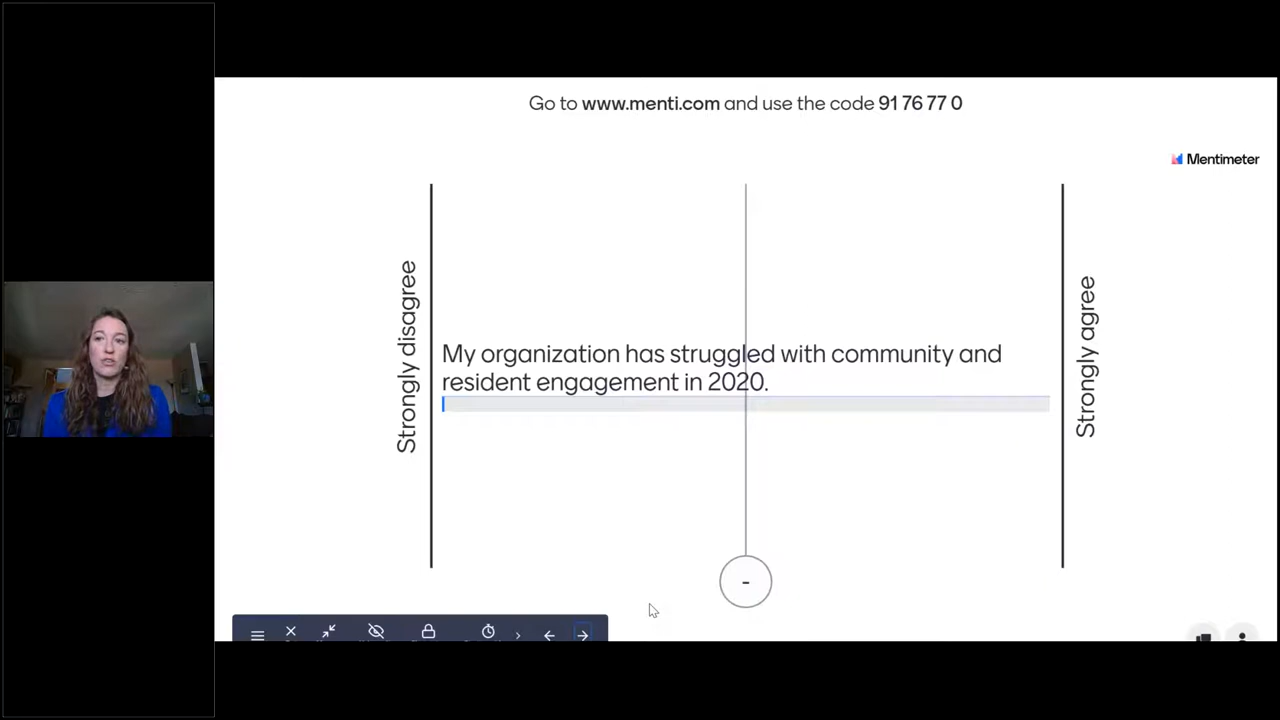 Go to www.menti.com and use the code 91 76 77 0
Mentimeter
Strongly disagree
My organization has struggled with community and
resident engagement in 2020.
Strongly agree
-